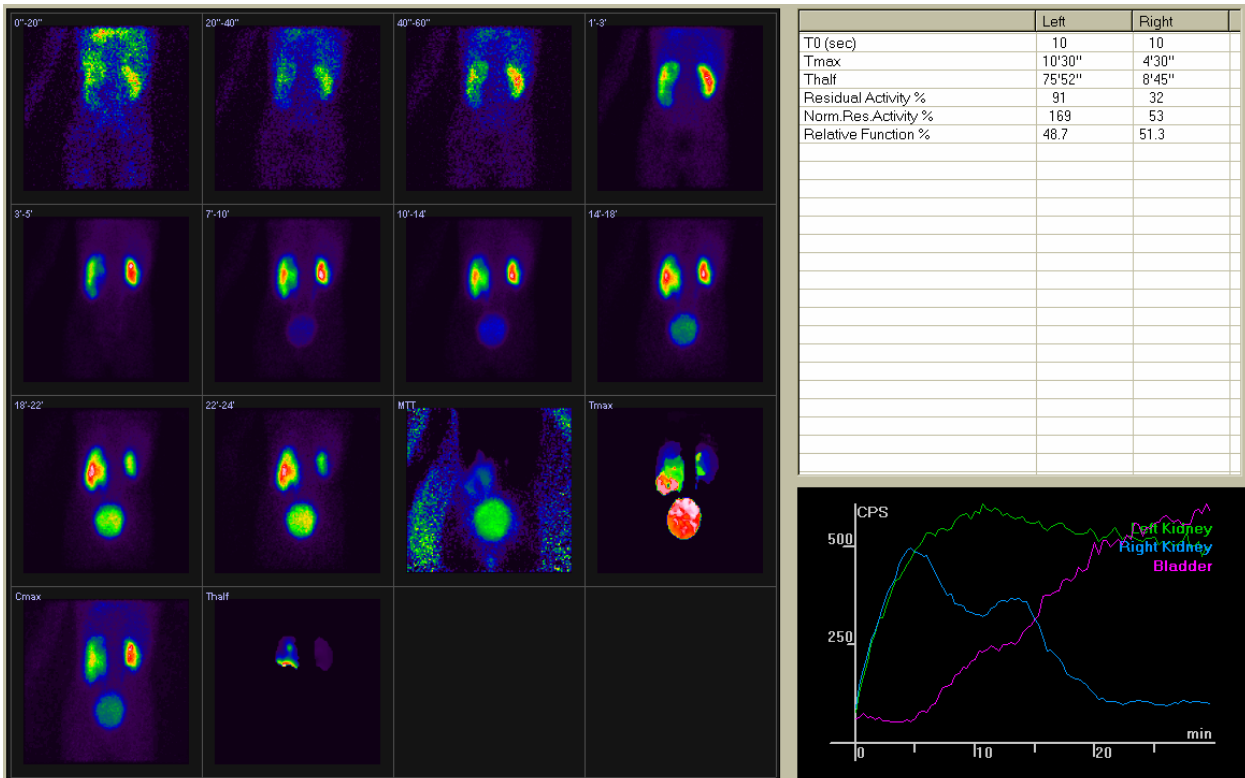 0"-20" 20"-40" 40"-60" 1'-3'
3'-5' 7'-10' 10'-14' 14'-18'
18'-22' 22'-24' MTT Tmax
Cmax Thalf
Left Right
T0 (sec) 10 10
Tmax 10'30" 4'30"
Thalf 75'52" 8'45"
Residual Activity % 91 32
Norm.Res.Activity % 169 53
Relative Function % 48.7 51.3
CPS
500
Left Kidney
Right Kidney
Bladder
250
min
0 10 20